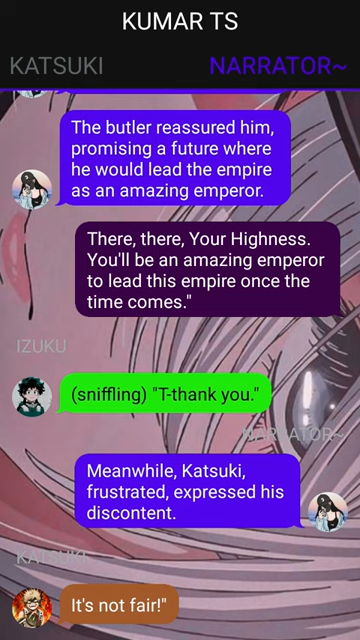 KUMAR TS
KATSUKI
NARRATOR~
The butler reassured him,
promising a future where
he would lead the empire
as an amazing emperor.
There, there, Your Highness.
You'll be an amazing emperor
to lead this empire once the
time comes."
IZUKU
(sniffling) "T-thank you."
NARRATOR~
Meanwhile, Katsuki,
frustrated, expressed his
discontent.
KATSUKI
It's not fair!"